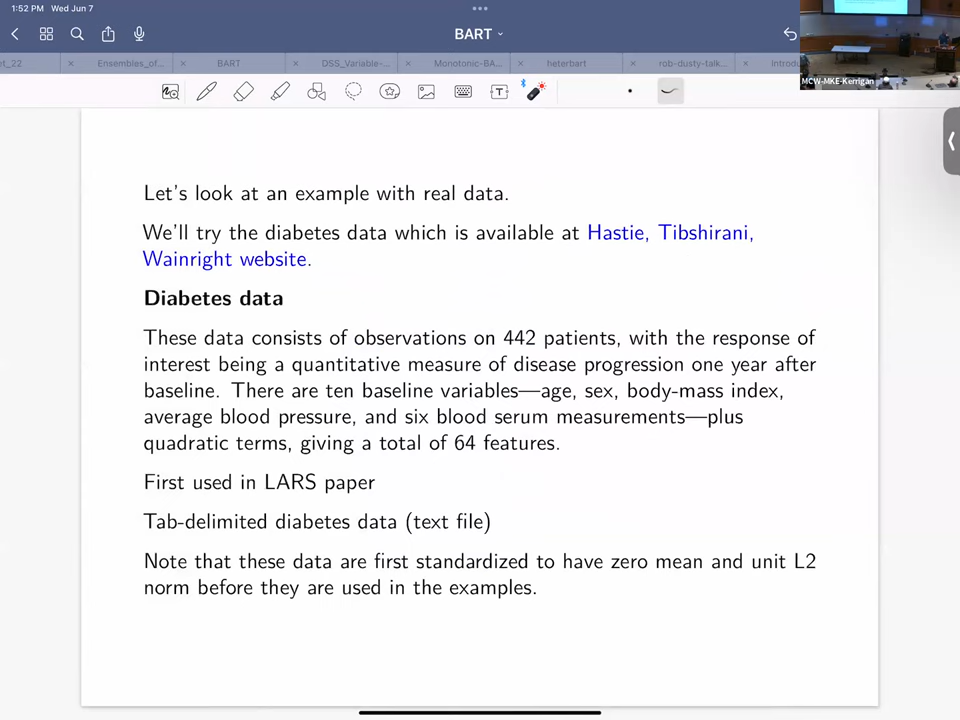 1:52 PM Wed Jun 7
BART
et_22
Ensembles_of...
BART
DSS_Variable-...
Monotonic-BA...
heterbart
rob-dusty-talk...
Introdu
MCW-MKE-Kerrigan
T
Let's look at an example with real data.
We'll try the diabetes data which is available at Hastie, Tibshirani,
Wainright website.
Diabetes data
These data consists of observations on 442 patients, with the response of
interest being a quantitative measure of disease progression one year after
baseline. There are ten baseline variables—age, sex, body-mass index,
average blood pressure, and six blood serum measurements—plus
quadratic terms, giving a total of 64 features.
First used in LARS paper
Tab-delimited diabetes data (text file)
Note that these data are first standardized to have zero mean and unit L2
norm before they are used in the examples.